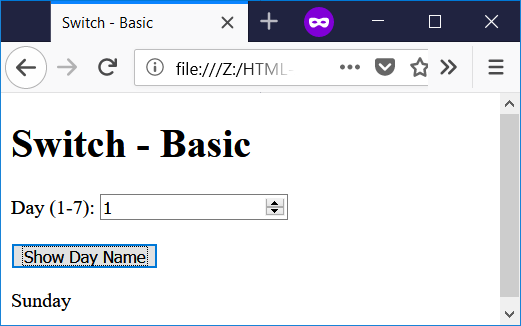 Switch - Basic
file:///Z:/HTML-
Switch - Basic
Day (1-7): 1
Show Day Name
Sunday